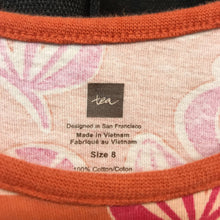 tea
Designed in San Francisco
Made in Vietnam
Fabriqué au Vietnam
Size 8
100% Cotton/Coton